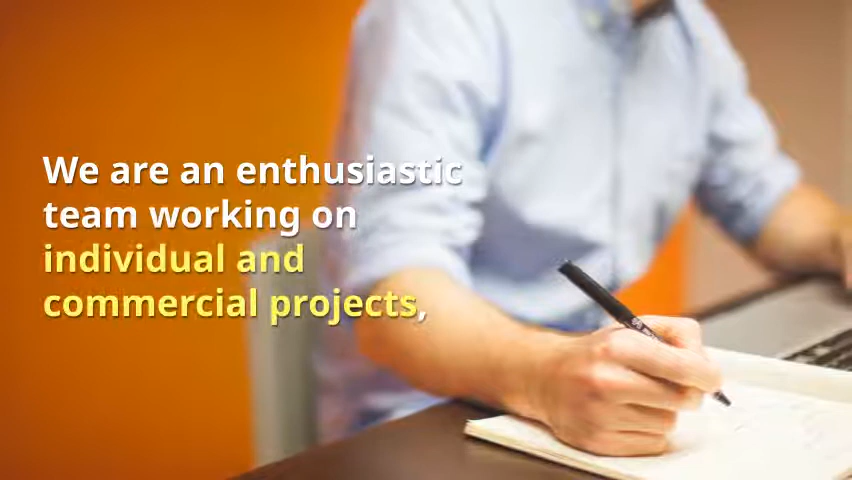 We are an enthusiastic
team working on
individual and
commercial projects,